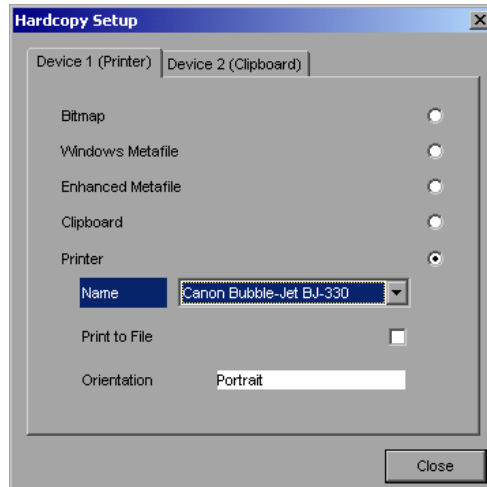 Hardcopy Setup
Device 1 (Printer) Device 2 (Clipboard)
Bitmap
Windows Metafile
Enhanced Metafile
Clipboard
Printer
Name Canon Bubble-Jet BJ-330
Print to File
Orientation Portrait
Close